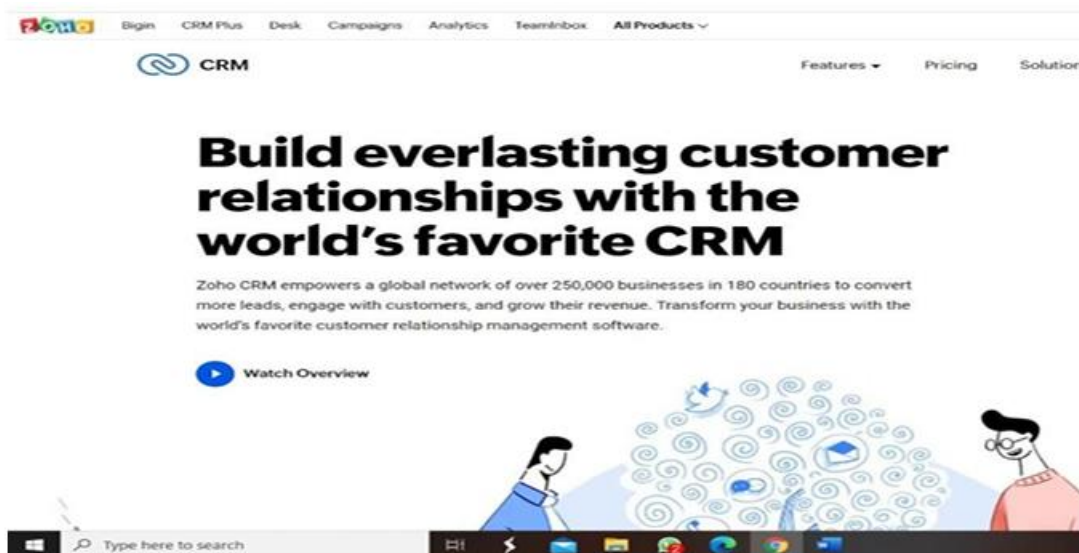 ZOHO Bigin CRM Plus Desk Campaigns Analytics TeamInbox All Products
CRM Features Pricing Solution
Build everlasting customer
relationships with the
world's favorite CRM
Zoho CRM empowers a global network of over 250,000 businesses in 180 countries to convert
more leads, engage with customers, and grow their revenue. Transform your business with the
world's favorite customer relationship management software.
Watch Overview
Type here to search